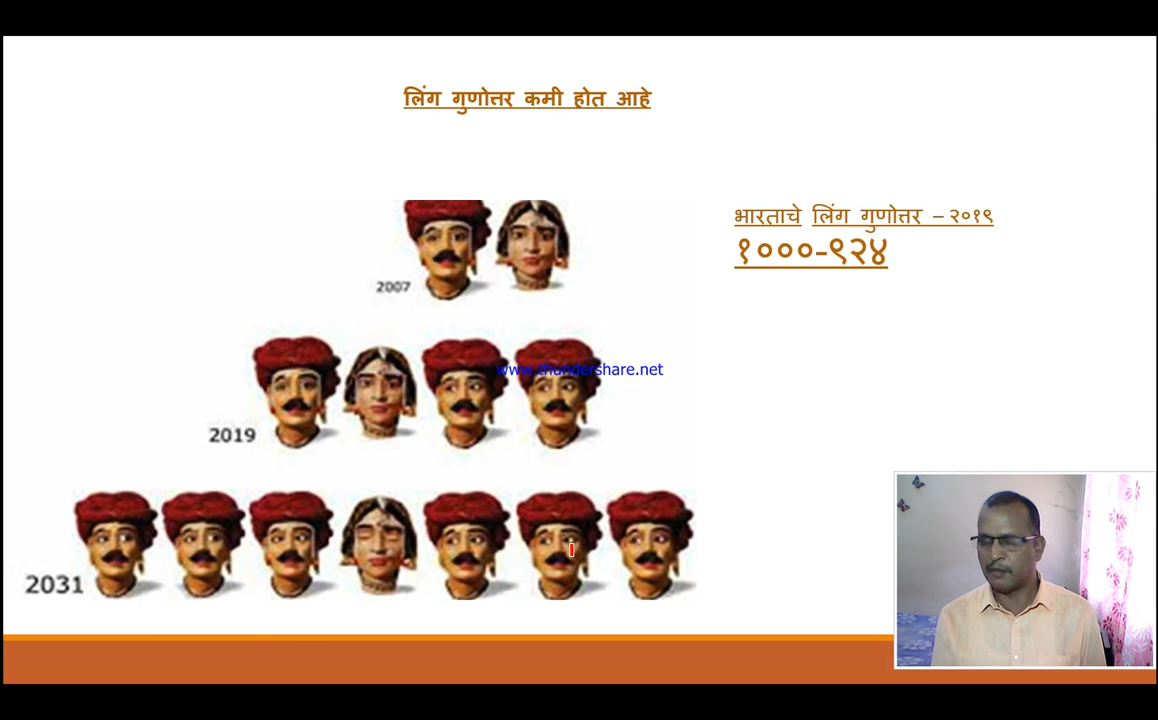 लिंग गुणोत्तर कमी होत आहे
भारताचे लिंग गुणोत्तर – २०१९
१०००-९२४
2007
www.thundershare.net
2019
2031